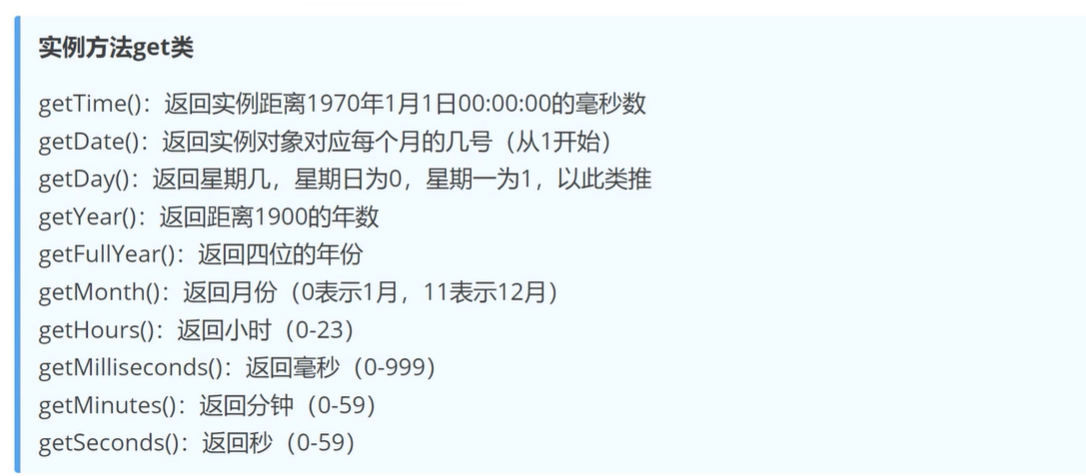 实例方法get类
getTime()：返回实例距离1970年1月1日00:00:00的毫秒数
getDate()：返回实例对象对应每个月的几号（从1开始）
getDay()：返回星期几，星期日为0，星期一为1，以此类推
getYear()：返回距离1900的年数
getFullYear()：返回四位的年份
getMonth()：返回月份（0表示1月，11表示12月）
getHours()：返回小时（0-23）
getMilliseconds()：返回毫秒（0-999）
getMinutes()：返回分钟（0-59）
getSeconds()：返回秒（0-59）